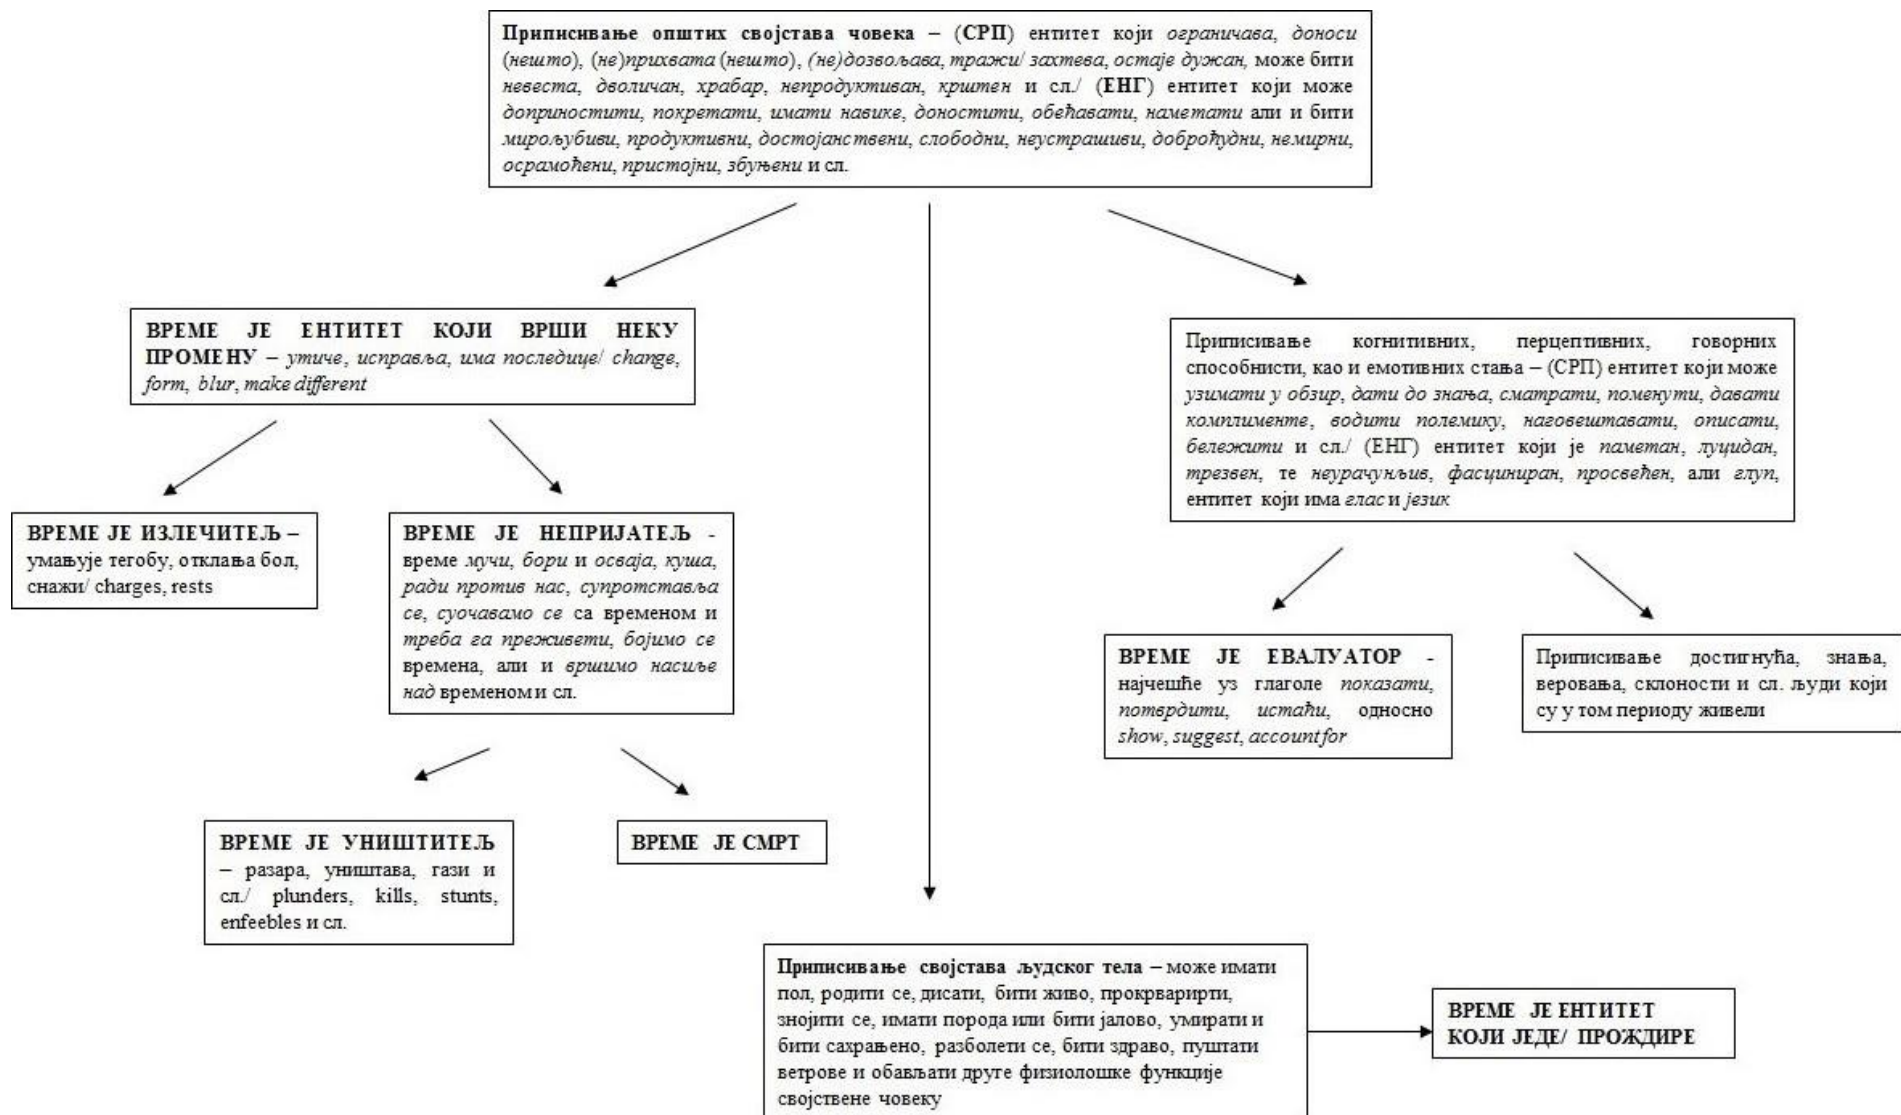 Приписивање општих својстава човека – (СРП) ентитет који ограничава, доноси
(нешто), (не)прихвата (нешто), (не)дозвољава, тражи/ захтева, остаје дужан, може бити
невеста, дволичан, храбар, непродуктиван, крштен и сл./ (ЕНГ) ентитет који може
доприностити, покретати, имати навике, доностити, обећавати, наметати али и бити
мирољубиви, продуктивни, достојанствени, слободни, неустрашиви, доброћудни, немирни,
осрамоћени, пристојни, збуњени и сл.
ВРЕМЕ ЈЕ ЕНТИТЕТ КОЈИ ВРШИ НЕКУ
ПРОМЕНУ – утиче, исправља, има последице/ change,
form, blur, make different
Приписивање когнитивних, перцептивних, говорних
способнисти, као и емотивних стања – (СРП) ентитет који може
узимати у обзир, дати до знања, сматрати, поменути, давати
комплименте, водити полемику, наговештавати, описати,
бележити и сл./ (ЕНГ) ентитет који је паметан, луцидан,
трезвен, те неурачунљив, фасциниран, просвећен, али глуп,
ентитет који има глас и језик
ВРЕМЕ ЈЕ ИЗЛЕЧИТЕЉ –
умањује тегобу, отклања бол,
снажи/ charges, rests
ВРЕМЕ ЈЕ НЕПРИЈАТЕЉ -
време мучи, бори и осваја, куша,
ради против нас, супротставља
се, суочавамо се са временом и
треба га преживети, бојимо се
времена, али и вршимо насиље
над временом и сл.
ВРЕМЕ ЈЕ ЕВАЛУАТОР -
најчешће уз глаголе показати,
потврдити, истаћи, односно
show, suggest, account for
Приписивање достигнућа, знања,
веровања, склоности и сл. људи који
су у том периоду живели
ВРЕМЕ ЈЕ УНИШТИТЕЉ
– разара, уништава, гази и
сл./ plunders, kills, stunts,
enfeebles и сл.
ВРЕМЕ ЈЕ СМРТ
Приписивање својстава људског тела – може имати
пол, родити се, дисати, бити живо, прокрварирти,
знојити се, имати порода или бити јалово, умирати и
бити сахрањено, разболети се, бити здраво, пуштати
ветрове и обављати друге физиолошке функције
својствене човеку
ВРЕМЕ ЈЕ ЕНТИТЕТ
КОЈИ ЈЕДЕ/ ПРОЖДИРЕ